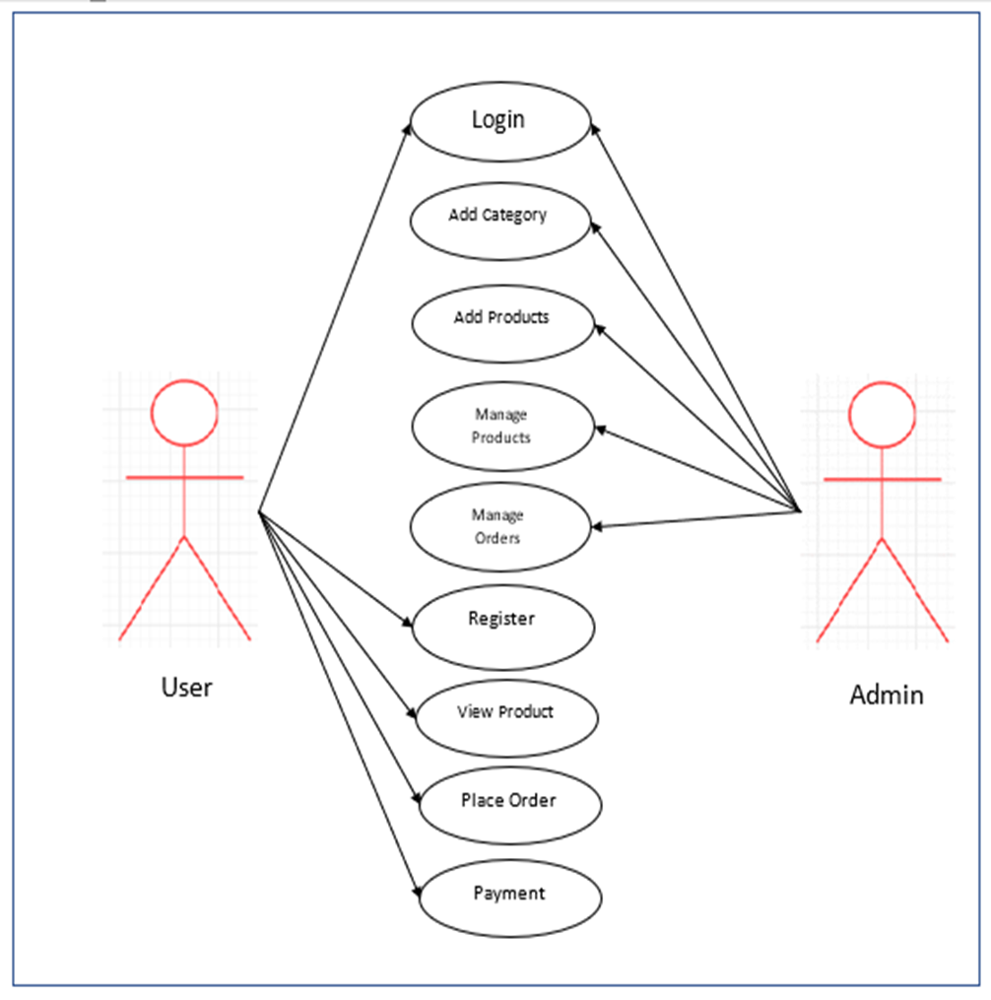 Login
Add Category
Add Products
Manage
Products
Manage
Orders
Register
View Product
Place Order
Payment
User
Admin